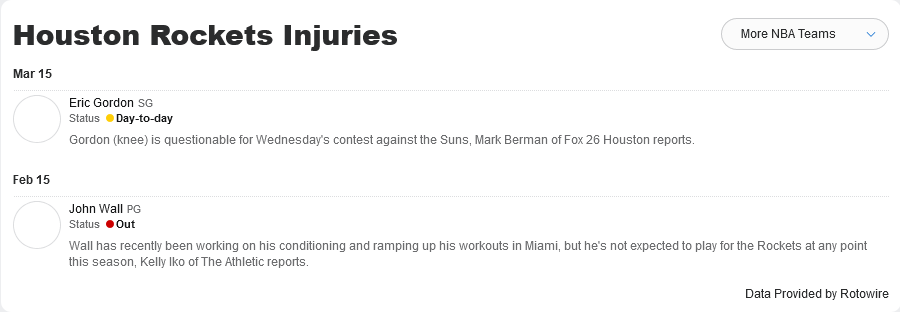 Houston Rockets Injuries
More NBA Teams
Mar 15
Eric Gordon SG
Status Day-to-day
Gordon (knee) is questionable for Wednesday's contest against the Suns, Mark Berman of Fox 26 Houston reports.
Feb 15
John Wall PG
Status Out
Wall has recently been working on his conditioning and ramping up his workouts in Miami, but he's not expected to play for the Rockets at any point
this season, Kelly Iko of The Athletic reports.
Data Provided by Rotowire